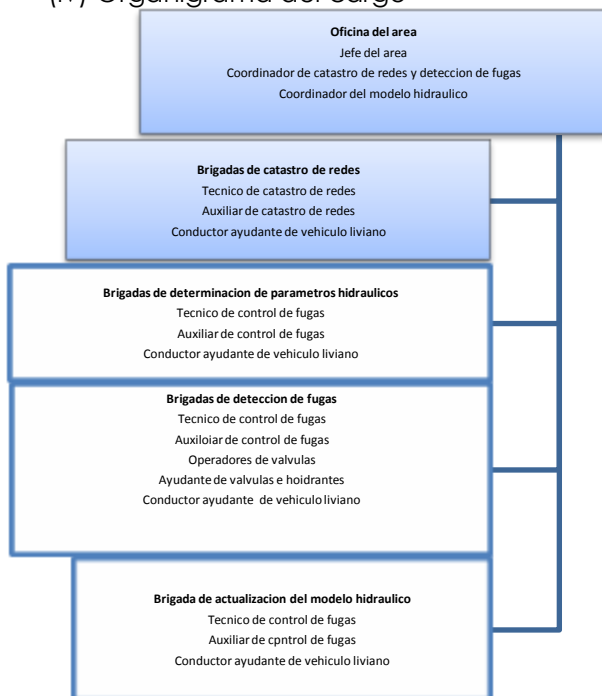 (IV) Organigrama del cargo
Oficina del area
Jefe del area
Coordinador de catastro de redes y deteccion de fugas
Coordinador del modelo hidraulico
Brigadas de catastro de redes
Tecnico de catastro de redes
Auxiliar de catastro de redes
Conductor ayudante de vehiculo liviano
Brigadas de determinacion de parametros hidraulicos
Tecnico de control de fugas
Auxiliar de control de fugas
Conductor ayudante de vehiculo liviano
Brigadas de deteccion de fugas
Tecnico de control de fugas
Auxiloiar de control de fugas
Operadores de valvulas
Ayudante de valvulas e hoidrantes
Conductor ayudante de vehiculo liviano
Brigada de actualizacion del modelo hidraulico
Tecnico de control de fugas
Auxiliar de cpntrol de fugas
Conductor ayudante de vehiculo liviano